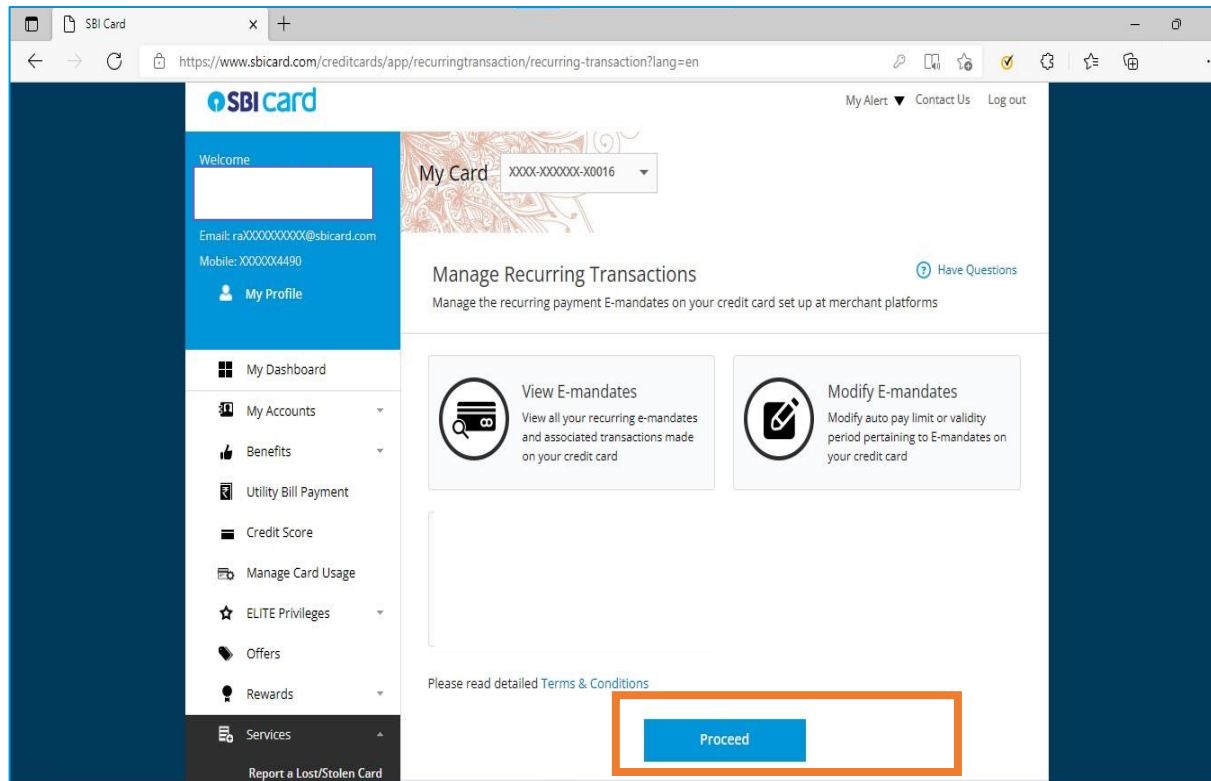 SBI Card
https://www.sbicard.com/creditcards/app/recurringtransaction/recurring-transaction?lang=en
SBI card
My Alert ▼ Contact Us Log out
Welcome
Email: raXXXXXXXXXX@sbicard.com
Mobile: XXXXXX4490
My Profile
My Card XXXX-XXXXXX-X0016
Manage Recurring Transactions
Have Questions
Manage the recurring payment E-mandates on your credit card set up at merchant platforms
My Dashboard
My Accounts
Benefits
Utility Bill Payment
Credit Score
Manage Card Usage
ELITE Privileges
Offers
Rewards
Services
Report a Lost/Stolen Card
View E-mandates
View all your recurring e-mandates
and associated transactions made
on your credit card
Modify E-mandates
Modify auto pay limit or validity
period pertaining to E-mandates on
your credit card
Please read detailed Terms & Conditions
Proceed